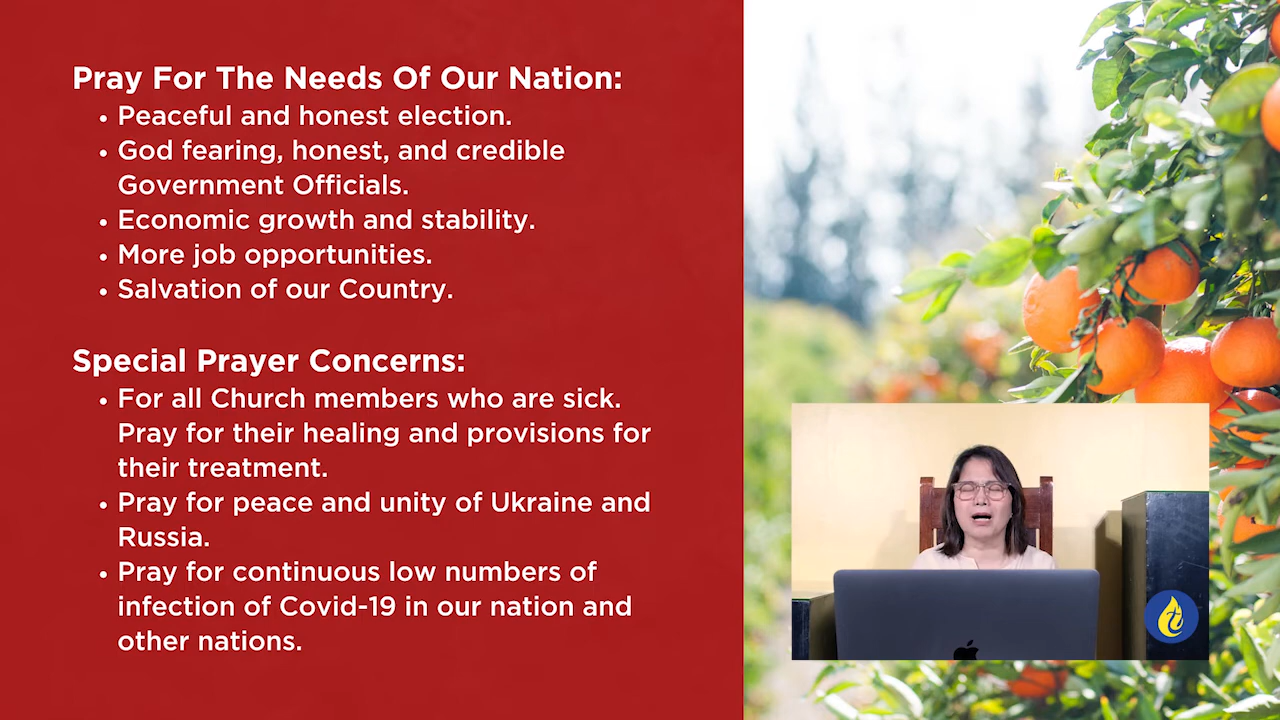 Pray For The Needs Of Our Nation:
• Peaceful and honest election.
• God fearing, honest, and credible
Government Officials.
• Economic growth and stability.
• More job opportunities.
• Salvation of our Country.
Special Prayer Concerns:
• For all Church members who are sick.
Pray for their healing and provisions for
their treatment.
• Pray for peace and unity of Ukraine and
Russia.
• Pray for continuous low numbers of
infection of Covid-19 in our nation and
other nations.